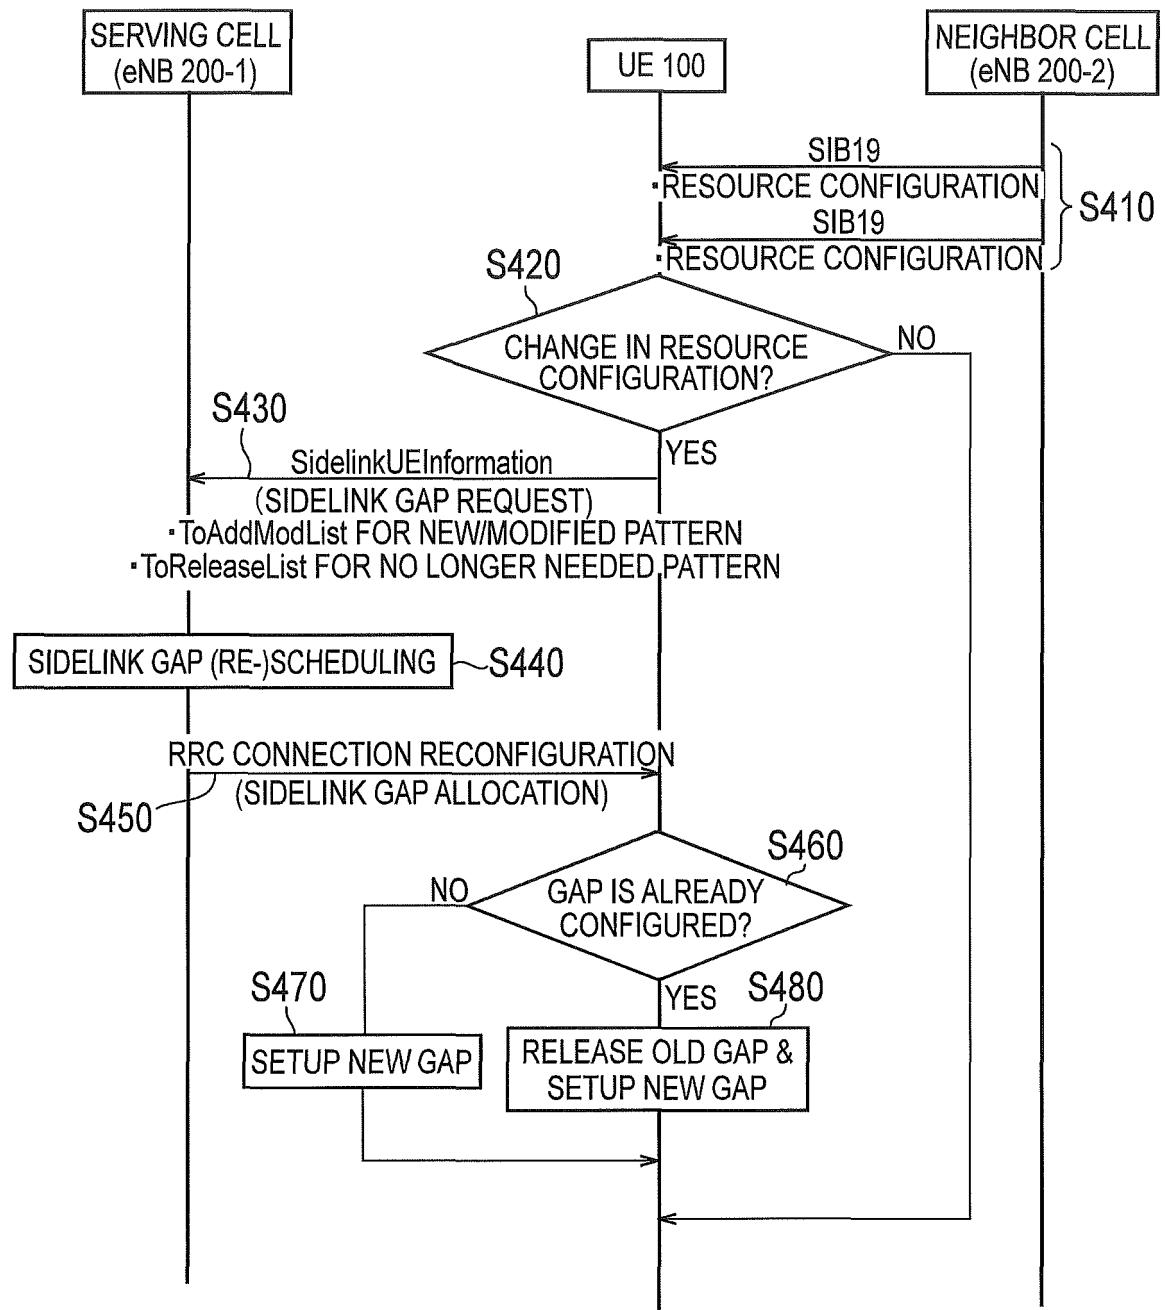 SERVING CELL
(eNB 200-1)
UE 100
NEIGHBOR CELL
(eNB 200-2)
SIB19
·RESOURCE CONFIGURATION
S410
SIB19
·RESOURCE CONFIGURATION
S420
CHANGE IN RESOURCE
CONFIGURATION?
NO
YES
S430
SidelinkUEInformation
(SIDELINK GAP REQUEST)
·ToAddModList FOR NEW/MODIFIED PATTERN
·ToReleaseList FOR NO LONGER NEEDED PATTERN
SIDELINK GAP (RE-)SCHEDULING
S440
RRC CONNECTION RECONFIGURATION
(SIDELINK GAP ALLOCATION)
S450
S460
GAP IS ALREADY
CONFIGURED?
NO
YES
S470
SETUP NEW GAP
S480
RELEASE OLD GAP &
SETUP NEW GAP